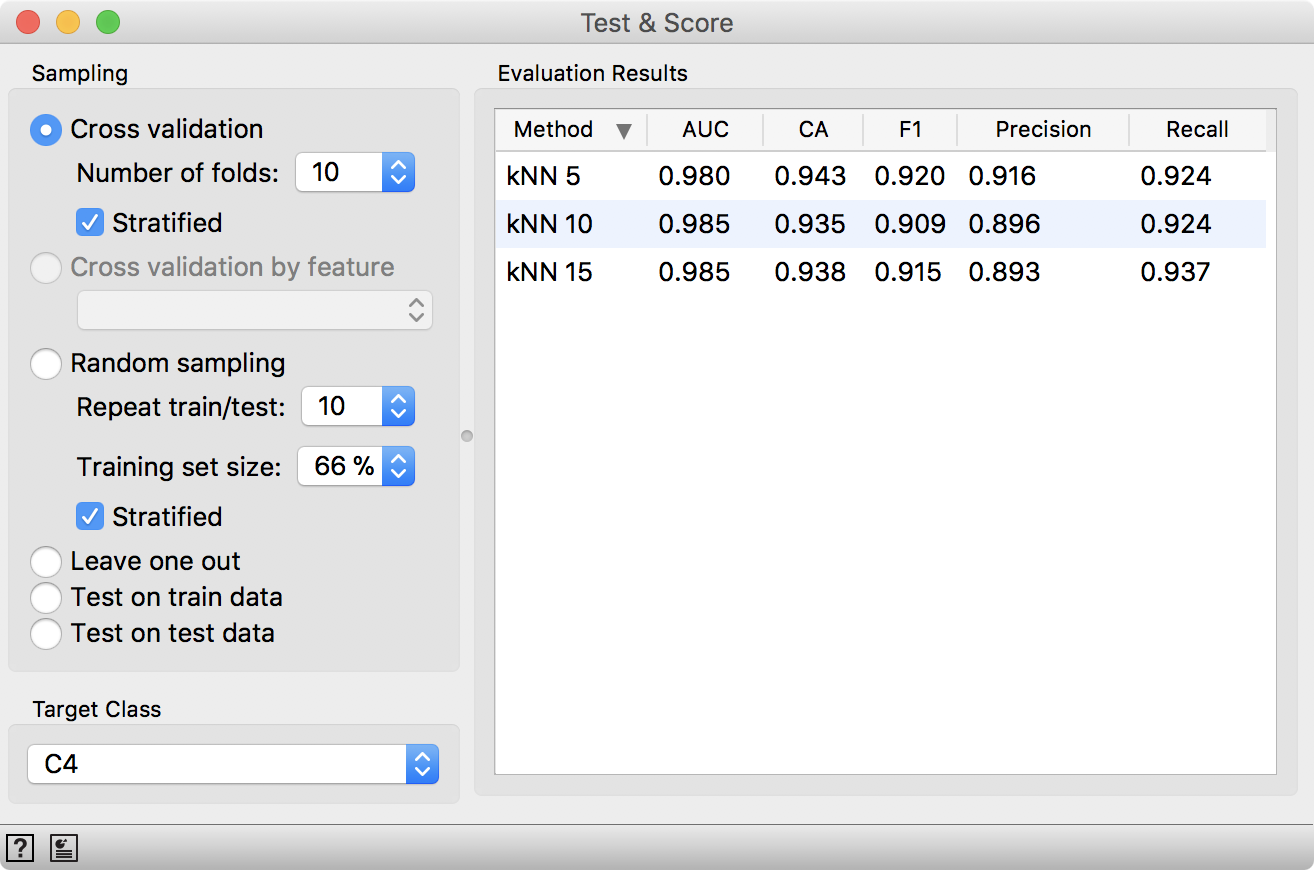 Test & Score
Sampling
Cross validation
Number of folds: 10
Stratified
Cross validation by feature
Random sampling
Repeat train/test: 10
Training set size: 66 %
Stratified
Leave one out
Test on train data
Test on test data
Target Class
C4
Evaluation Results
Method AUC CA F1 Precision Recall
kNN 5 0.980 0.943 0.920 0.916 0.924
kNN 10 0.985 0.935 0.909 0.896 0.924
kNN 15 0.985 0.938 0.915 0.893 0.937
?